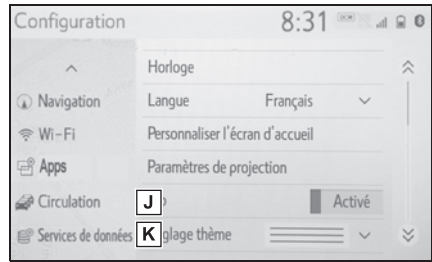 Configuration 8:31 DCM
Horloge
Navigation Langue Français
Wi-Fi Personnaliser l'écran d'accueil
Apps Paramètres de projection
Circulation J Activé
Services de données K glage thème